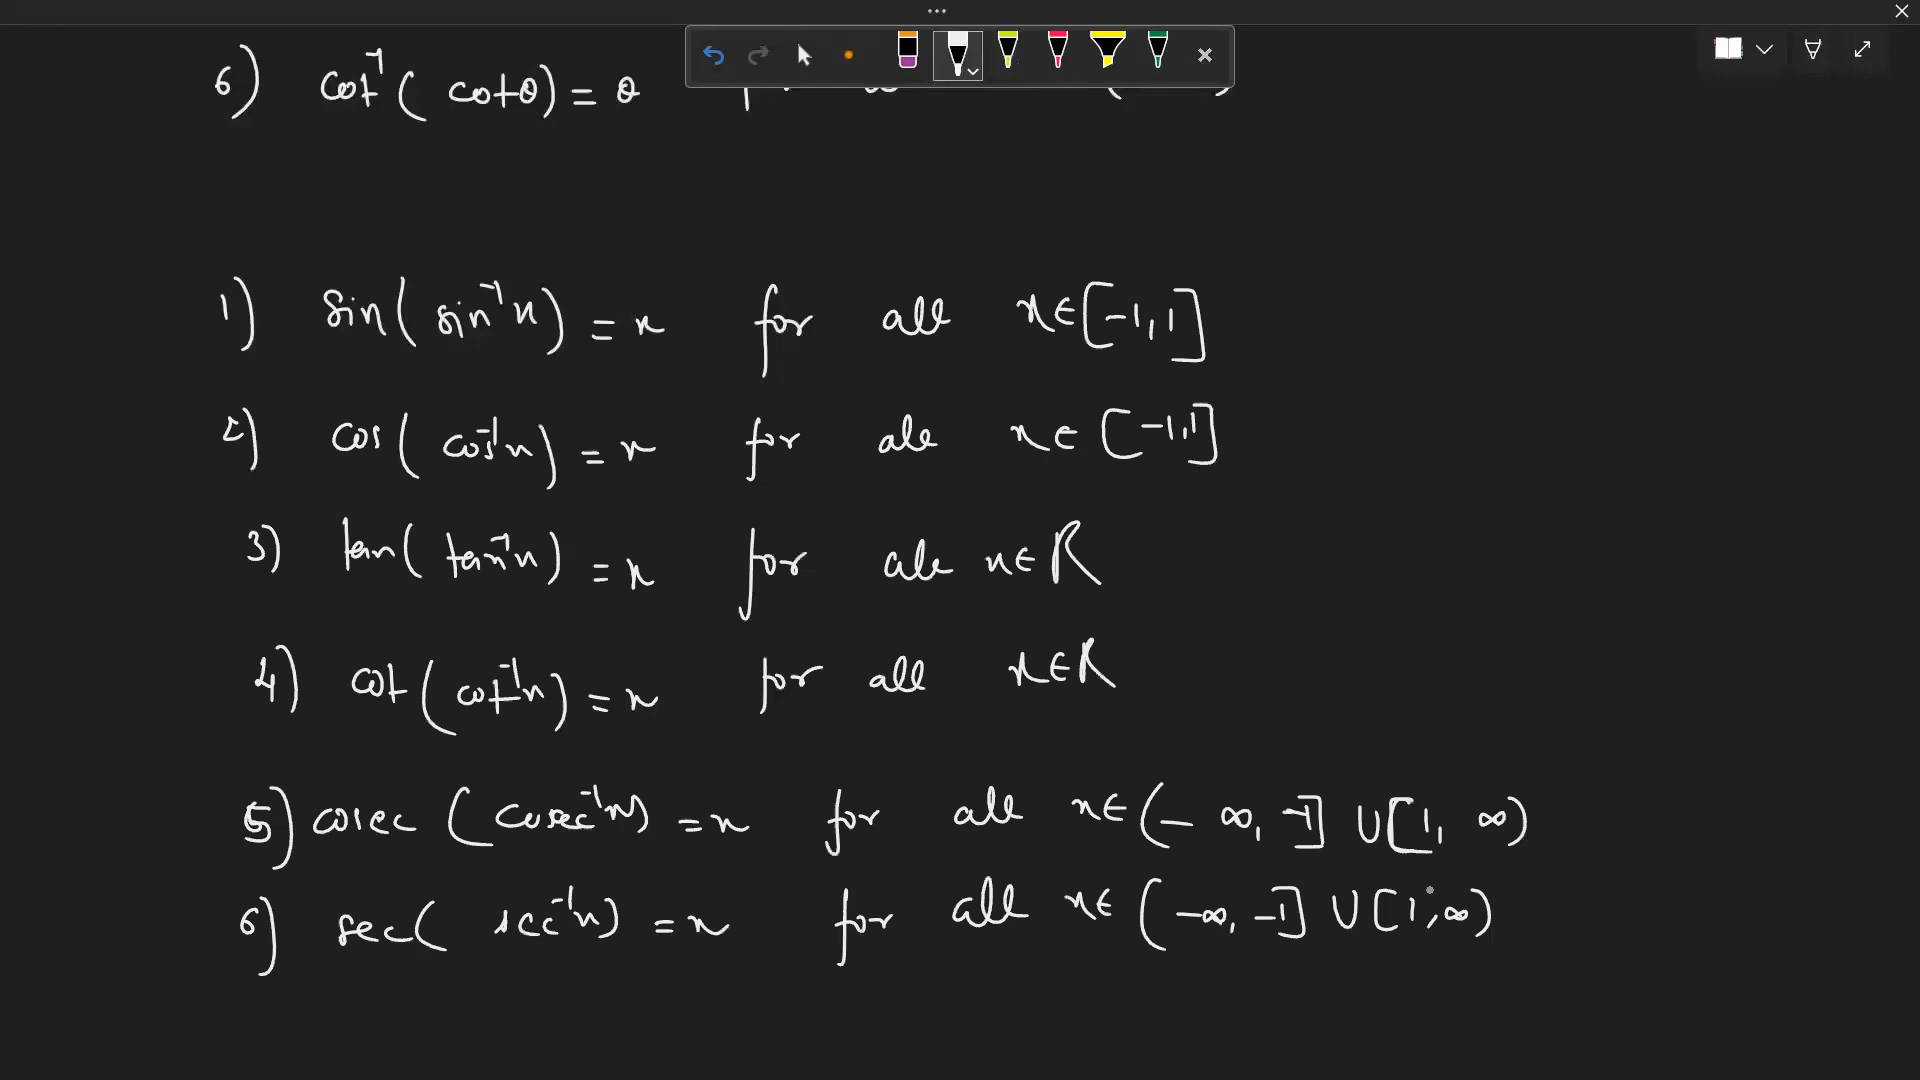 6) cot⁻¹(cotθ) = θ
1) sin(sin⁻¹x) = x for all x∈[-1,1]
2) cos(cos⁻¹x) = x for all x∈[-1,1]
3) tan(tan⁻¹x) = x for all x∈R
4) cot(cot⁻¹x) = x for all x∈R
5) cosec(cosec⁻¹x) = x for all x∈(-∞, -1] ∪ [1, ∞)
6) sec(sec⁻¹x) = x for all x∈(-∞, -1] ∪ [1, ∞)